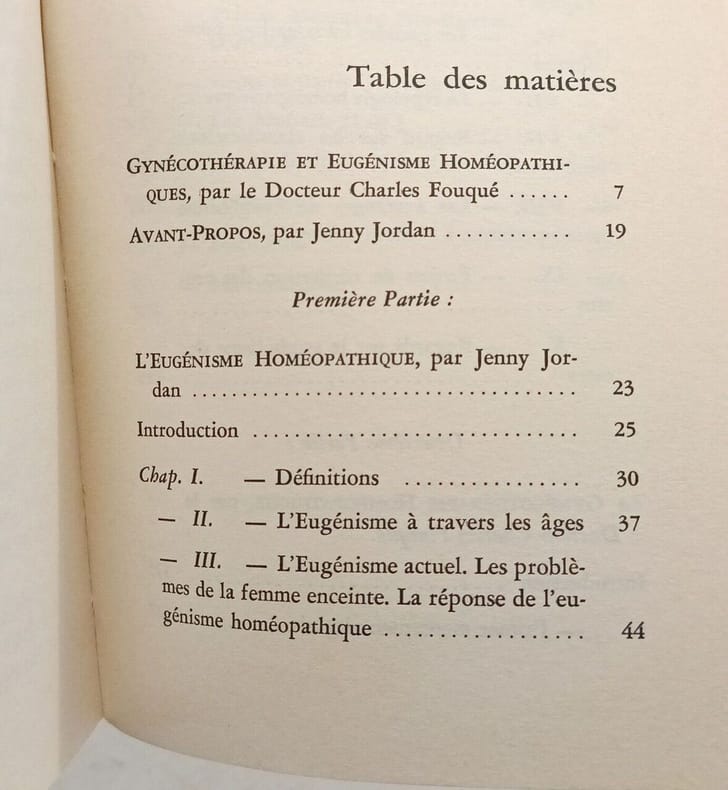 Table des matières
GYNÉCOTHÉRAPIE ET EUGÉNISME HOMÉOPATHI-
QUES, par le Docteur Charles Fouqué ...... 7
AVANT-PROPOS, par Jenny Jordan ............ 19
Première Partie :
L'EUGÉNISME HOMÉOPATHIQUE, par Jenny Jor-
dan .................................... 23
Introduction ................................ 25
Chap. I. — Définitions ................ 30
— II. — L'Eugénisme à travers les âges 37
— III. — L'Eugénisme actuel. Les problè-
mes de la femme enceinte. La réponse de l'eu-
génisme homéopathique ................... 44